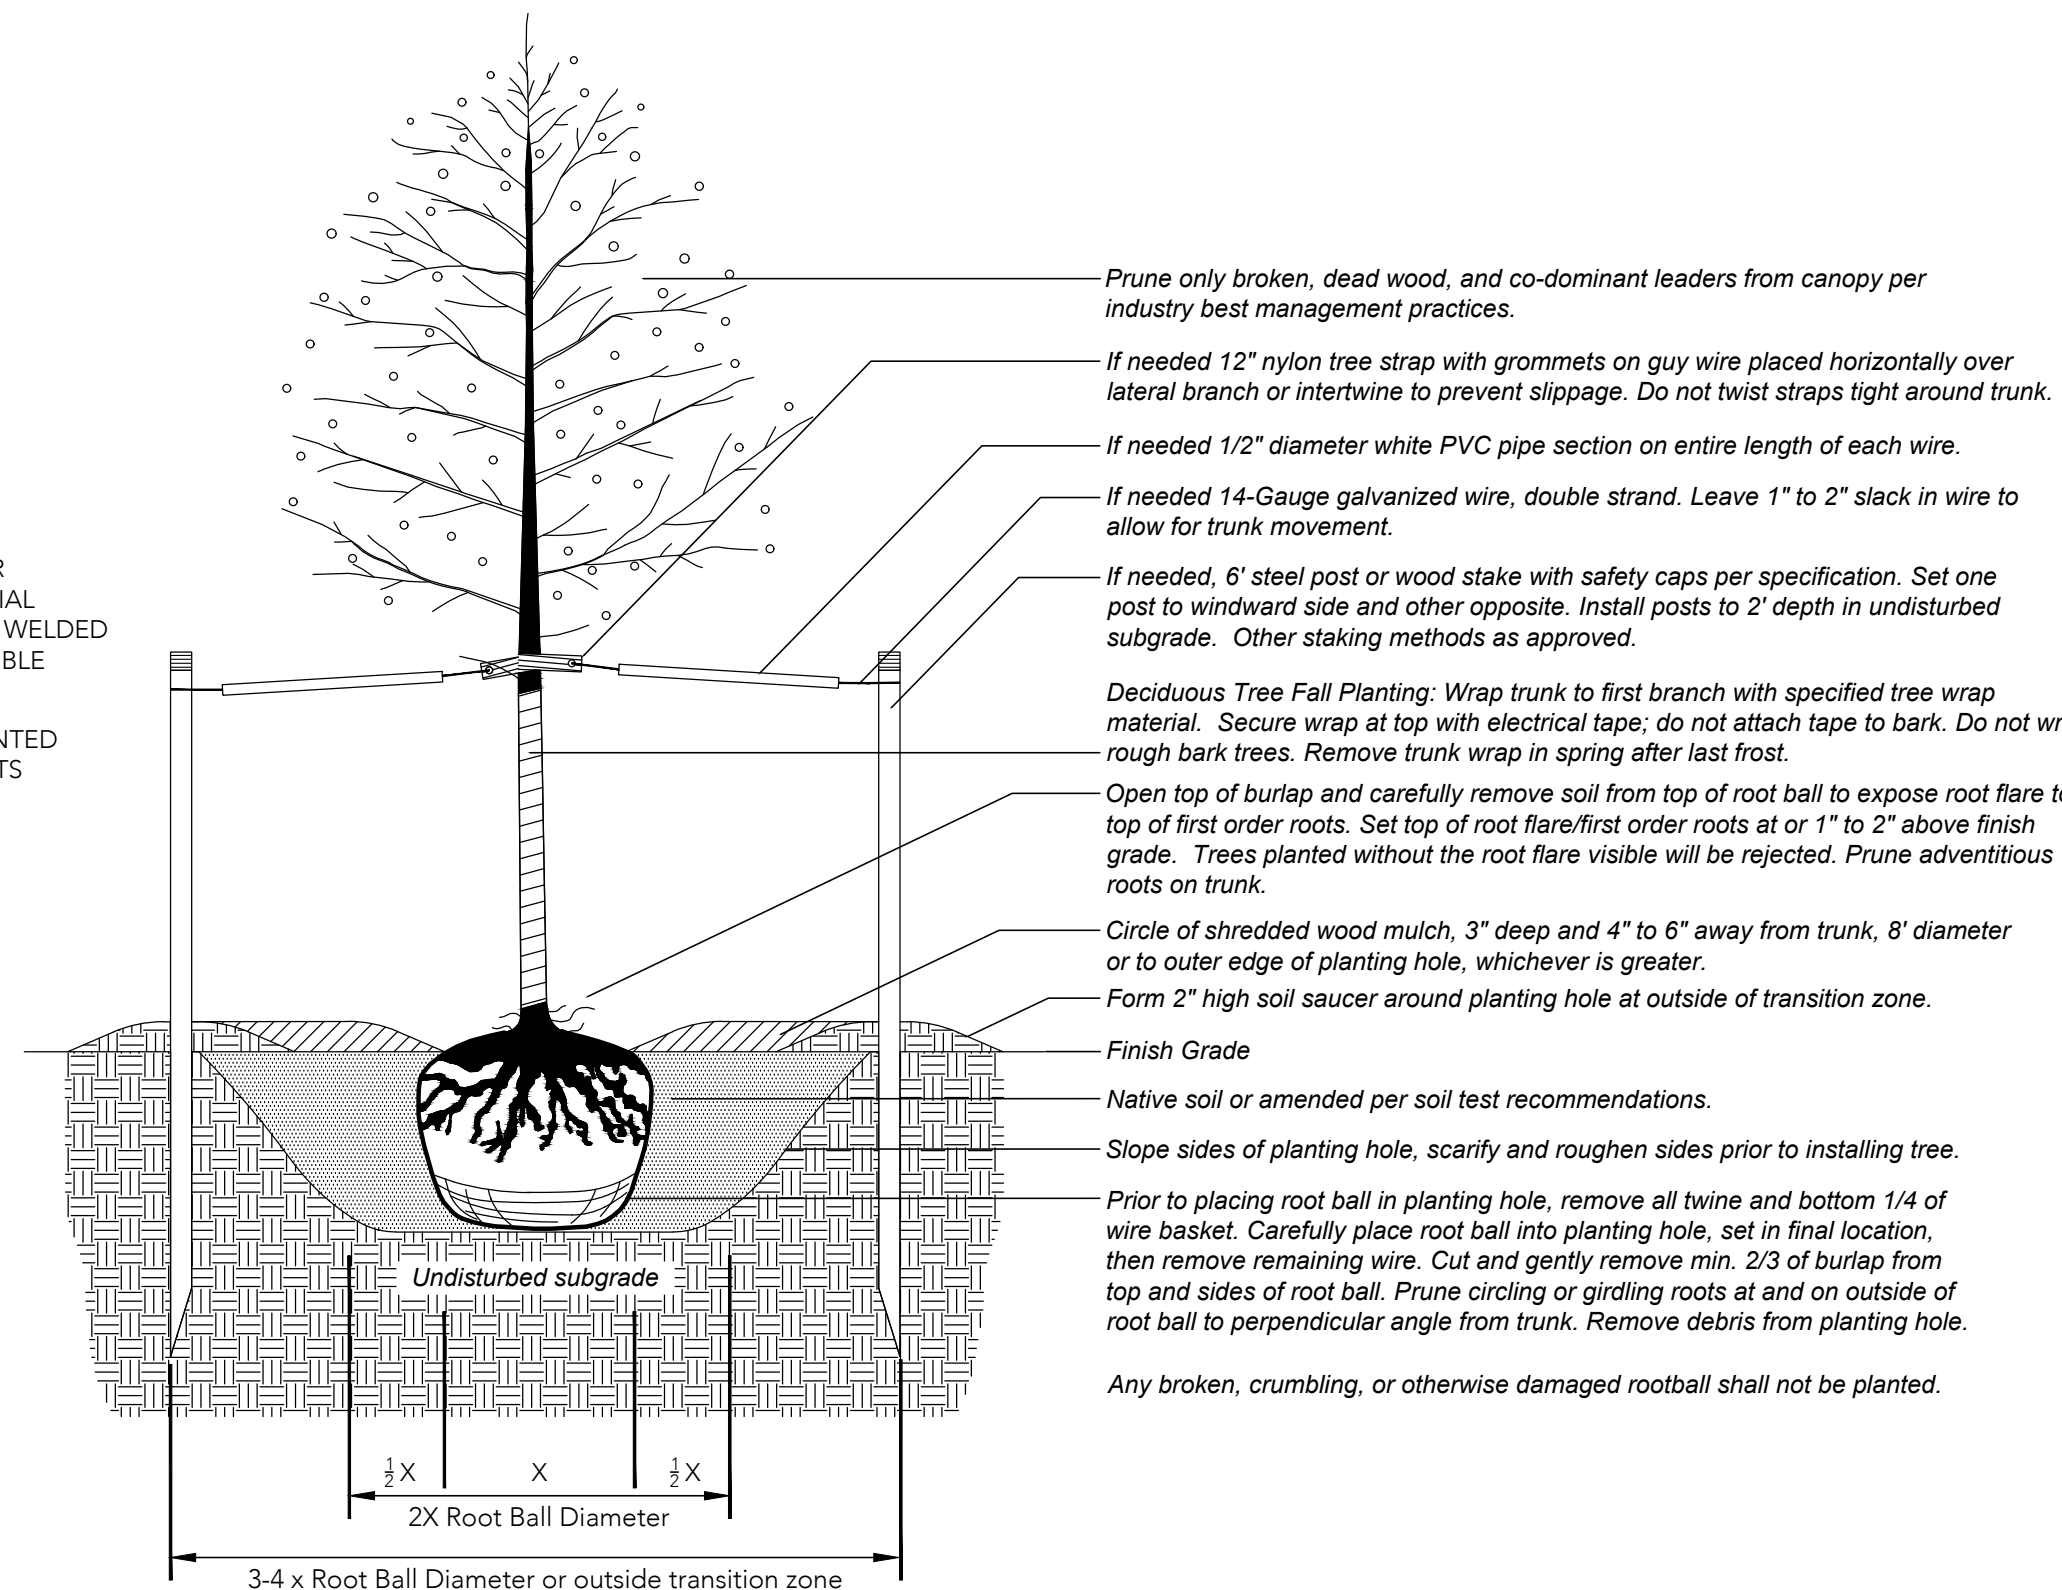 R
IAL
WELDED
BLE
NTED
TS
Prune only broken, dead wood, and co-dominant leaders from canopy per
industry best management practices.
If needed 12" nylon tree strap with grommets on guy wire placed horizontally over
lateral branch or intertwine to prevent slippage. Do not twist straps tight around trunk.
If needed 1/2" diameter white PVC pipe section on entire length of each wire.
If needed 14-Gauge galvanized wire, double strand. Leave 1" to 2" slack in wire to
allow for trunk movement.
If needed, 6' steel post or wood stake with safety caps per specification. Set one
post to windward side and other opposite. Install posts to 2' depth in undisturbed
subgrade. Other staking methods as approved.
Deciduous Tree Fall Planting: Wrap trunk to first branch with specified tree wrap
material. Secure wrap at top with electrical tape; do not attach tape to bark. Do not wr
rough bark trees. Remove trunk wrap in spring after last frost.
Open top of burlap and carefully remove soil from top of root ball to expose root flare to
top of first order roots. Set top of root flare/first order roots at or 1" to 2" above finish
grade. Trees planted without the root flare visible will be rejected. Prune adventitious
roots on trunk.
Circle of shredded wood mulch, 3" deep and 4" to 6" away from trunk, 8' diameter
or to outer edge of planting hole, whichever is greater.
Form 2" high soil saucer around planting hole at outside of transition zone.
Finish Grade
Native soil or amended per soil test recommendations.
Slope sides of planting hole, scarify and roughen sides prior to installing tree.
Prior to placing root ball in planting hole, remove all twine and bottom 1/4 of
wire basket. Carefully place root ball into planting hole, set in final location,
then remove remaining wire. Cut and gently remove min. 2/3 of burlap from
top and sides of root ball. Prune circling or girdling roots at and on outside of
root ball to perpendicular angle from trunk. Remove debris from planting hole.
Any broken, crumbling, or otherwise damaged rootball shall not be planted.
Undisturbed subgrade
½ X X ½ X
2X Root Ball Diameter
3-4 x Root Ball Diameter or outside transition zone